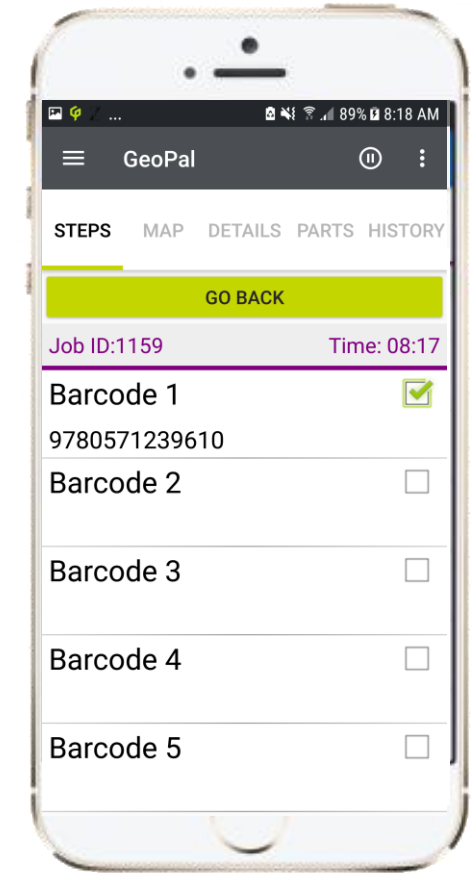 ... 89% 8:18 AM
GeoPal
STEPS MAP DETAILS PARTS HISTORY
GO BACK
Job ID:1159 Time: 08:17
Barcode 1
9780571239610
Barcode 2
Barcode 3
Barcode 4
Barcode 5